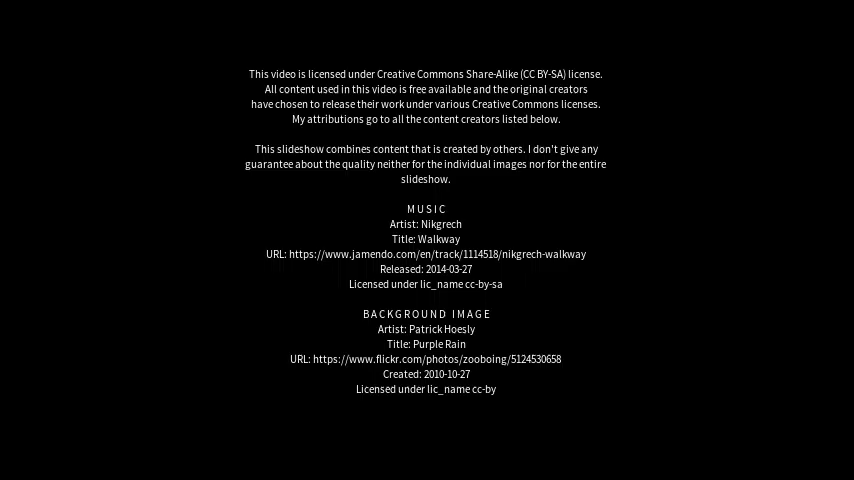 This video is licensed under Creative Commons Share-Alike (CC BY-SA) license.
All content used in this video is free available and the original creators
have chosen to release their work under various Creative Commons licenses.
My attributions go to all the content creators listed below.
This slideshow combines content that is created by others. I don't give any
guarantee about the quality neither for the individual images nor for the entire
slideshow.
MUSIC
Artist: Nikgrech
Title: Walkway
URL: https://www.jamendo.com/en/track/1114518/nikgrech-walkway
Released: 2014-03-27
Licensed under lic_name cc-by-sa
BACKGROUND IMAGE
Artist: Patrick Hoesly
Title: Purple Rain
URL: https://www.flickr.com/photos/zooboing/5124530658
Created: 2010-10-27
Licensed under lic_name cc-by